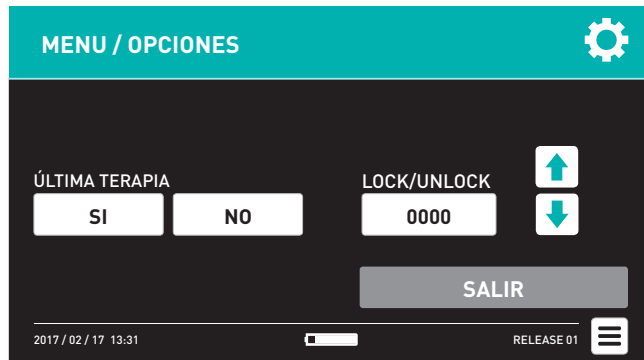 MENU / OPCIONES
ÚLTIMA TERAPIA
SI NO
LOCK/UNLOCK
0000
SALIR
2017 / 02 / 17 13:31
RELEASE 01